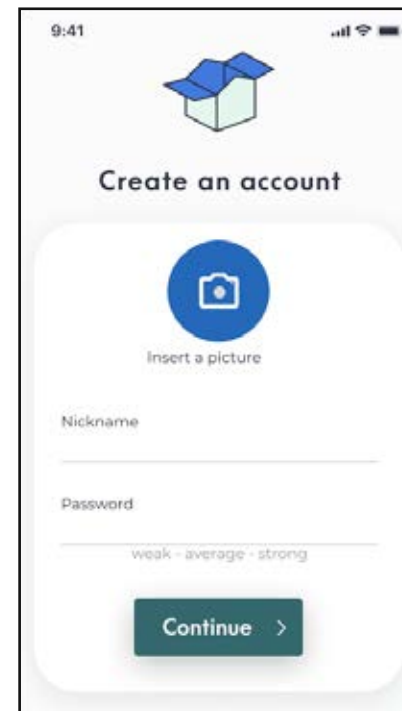 9:41
Create an account
Insert a picture
Nickname
Password
weak - average - strong
Continue >